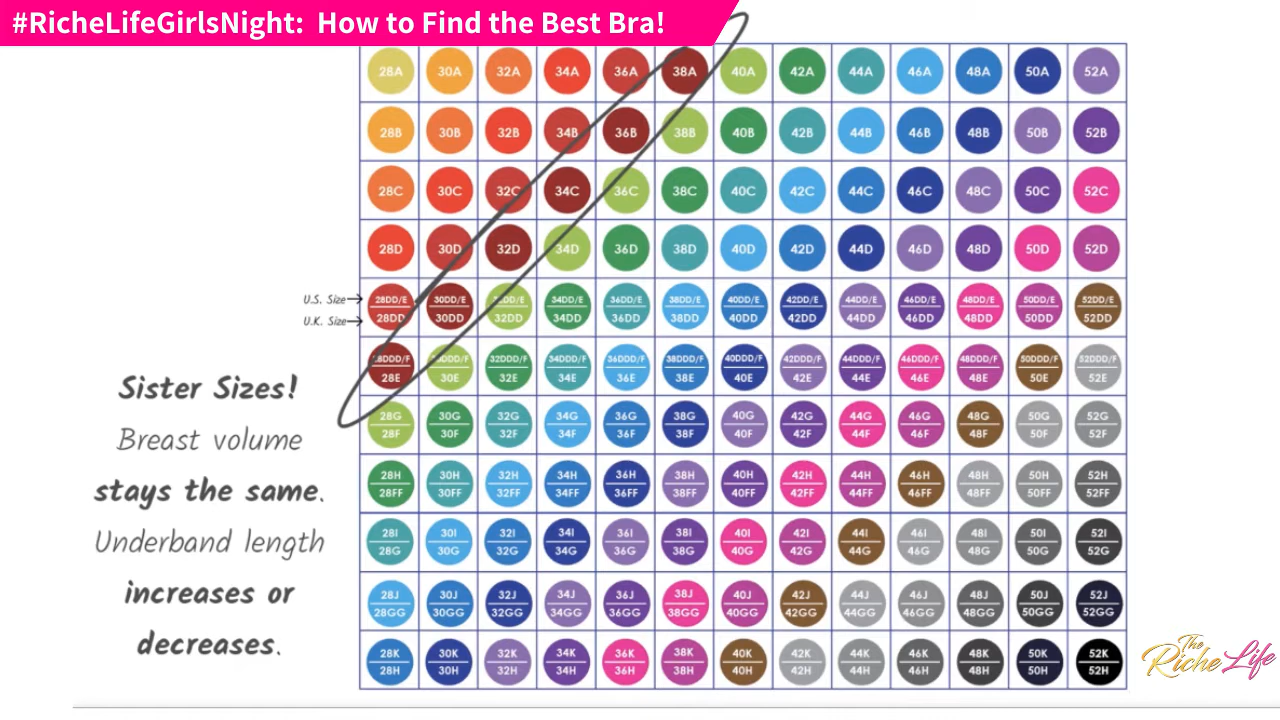 #RicheLifeGirlsNight: How to Find the Best Bra!
28A 30A 32A 34A 36A 38A 40A 42A 44A 46A 48A 50A 52A
28B 30B 32B 34B 36B 38B 40B 42B 44B 46B 48B 50B 52B
28C 30C 32C 34C 36C 38C 40C 42C 44C 46C 48C 50C 52C
28D 30D 32D 34D 36D 38D 40D 42D 44D 46D 48D 50D 52D
U.S. Size 28DD/E 30DD/E 32DD/E 34DD/E 36DD/E 38DD/E 40DD/E 42DD/E 44DD/E 46DD/E 48DD/E 50DD/E 52DD/E
U.K. Size 28DD 30DD 32DD 34DD 36DD 38DD 40DD 42DD 44DD 46DD 48DD 50DD 52DD
28DDD/F 30DDD/F 32DDD/F 34DDD/F 36DDD/F 38DDD/F 40DDD/F 42DDD/F 44DDD/F 46DDD/F 48DDD/F 50DDD/F 52DDD/F
28E 30E 32E 34E 36E 38E 40E 42E 44E 46E 48E 50E 52E
28G 30G 32G 34G 36G 38G 40G 42G 44G 46G 48G 50G 52G
28F 30F 32F 34F 36F 38F 40F 42F 44F 46F 48F 50F 52F
28H 30H 32H 34H 36H 38H 40H 42H 44H 46H 48H 50H 52H
28FF 30FF 32FF 34FF 36FF 38FF 40FF 42FF 44FF 46FF 48FF 50FF 52FF
28I 30I 32I 34I 36I 38I 40I 42I 44I 46I 48I 50I 52I
28G 30G 32G 34G 36G 38G 40G 42G 44G 46G 48G 50G 52G
28J 30J 32J 34J 36J 38J 40J 42J 44J 46J 48J 50J 52J
28GG 30GG 32GG 34GG 36GG 38GG 40GG 42GG 44GG 46GG 48GG 50GG 52GG
28K 30K 32K 34K 36K 38K 40K 42K 44K 46K 48K 50K 52K
28H 30H 32H 34H 36H 38H 40H 42H 44H 46H 48H 50H 52H
Sister Sizes!
Breast volume
stays the same.
Underband length
increases or
decreases.
The
Riche Life